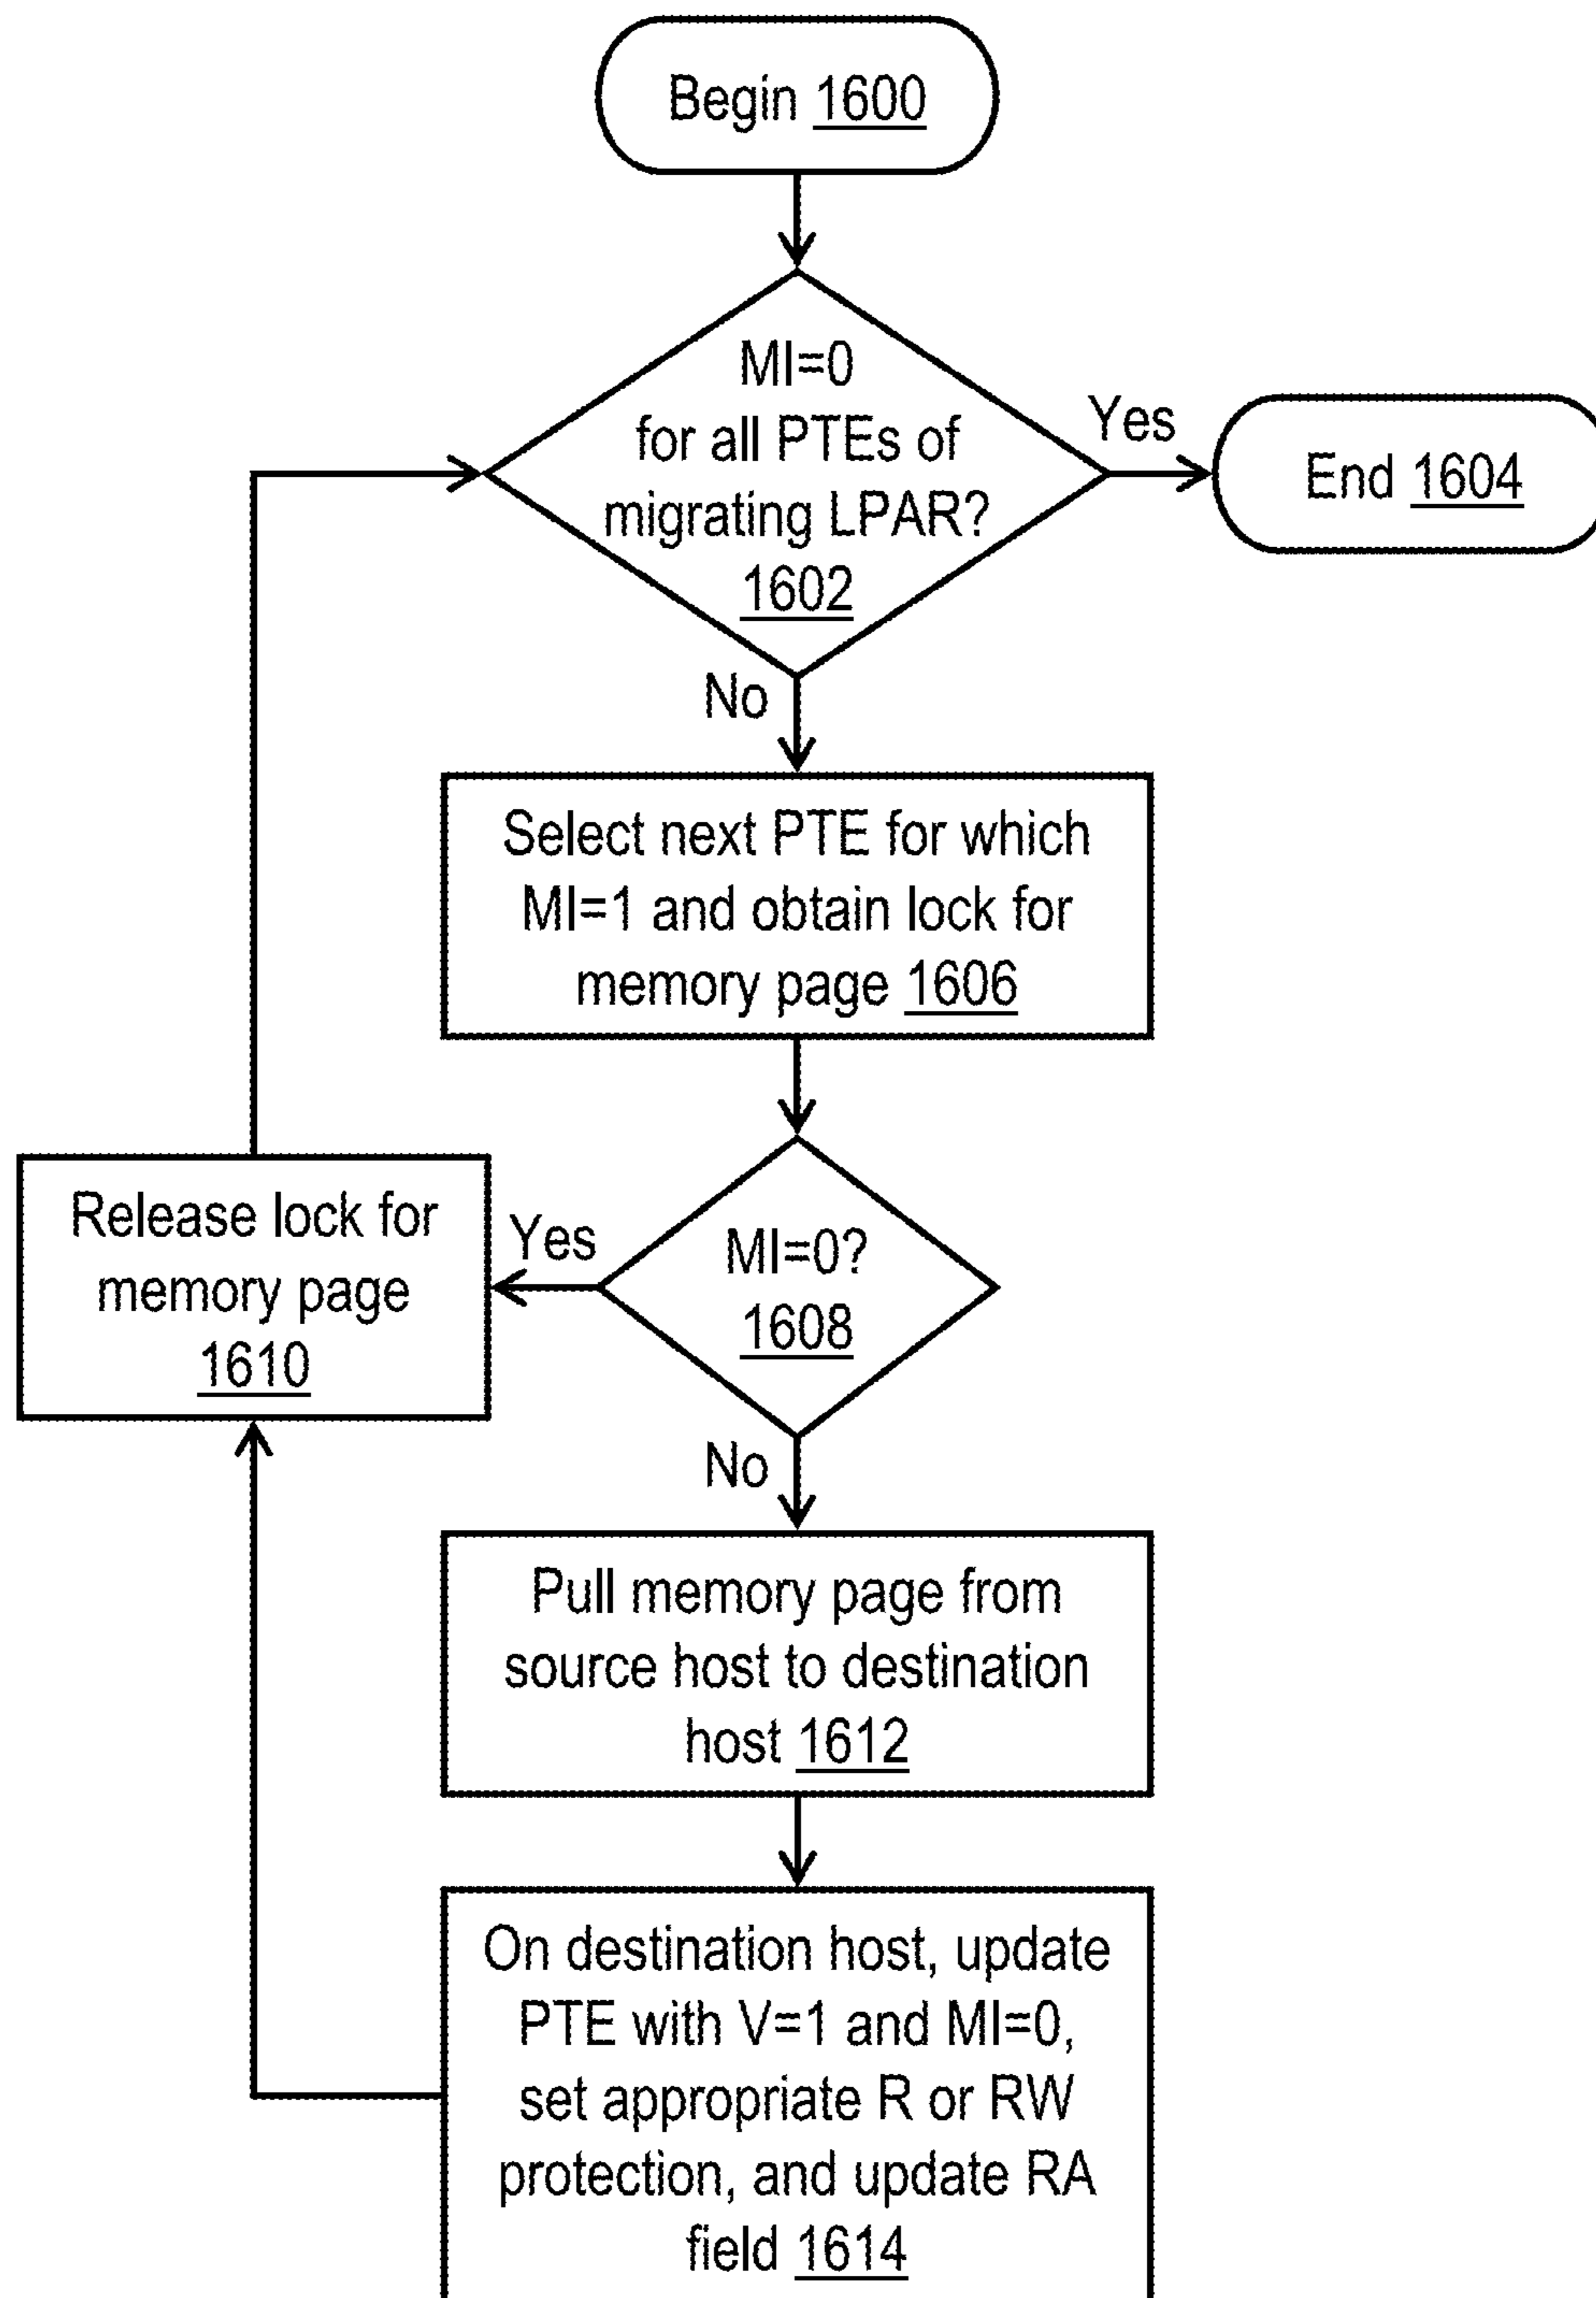 Begin 1600
MI=0
for all PTEs of
migrating LPAR?
1602
Yes
End 1604
No
Select next PTE for which
MI=1 and obtain lock for
memory page 1606
Release lock for
memory page
1610
Yes
MI=0?
1608
No
Pull memory page from
source host to destination
host 1612
On destination host, update
PTE with V=1 and MI=0,
set appropriate R or RW
protection, and update RA
field 1614